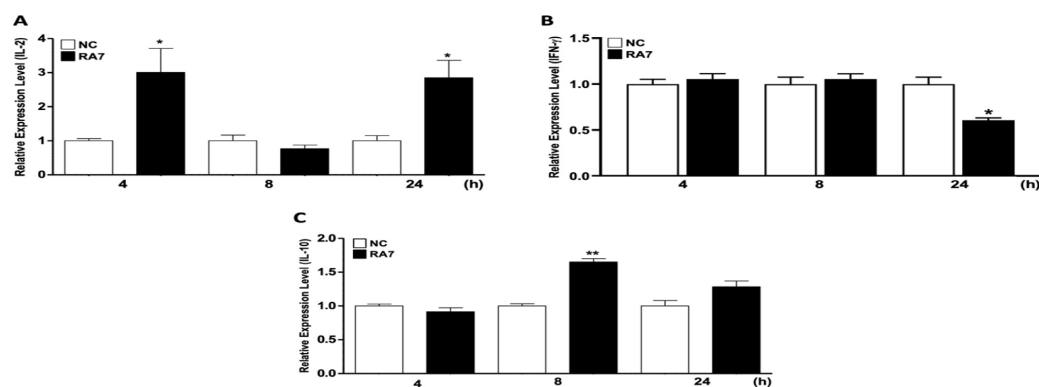 A
Relative Expression Level (IL-2)
NC
RA7
4
3
2
1
0
*
*
4 8 24 (h)
B
Relative Expression Level (IFN-γ)
NC
RA7
1.5
1.0
0.5
0.0
*
4 8 24 (h)
C
Relative Expression Level (IL-10)
NC
RA7
2.0
1.5
1.0
0.5
0.0
**
4 8 24 (h)